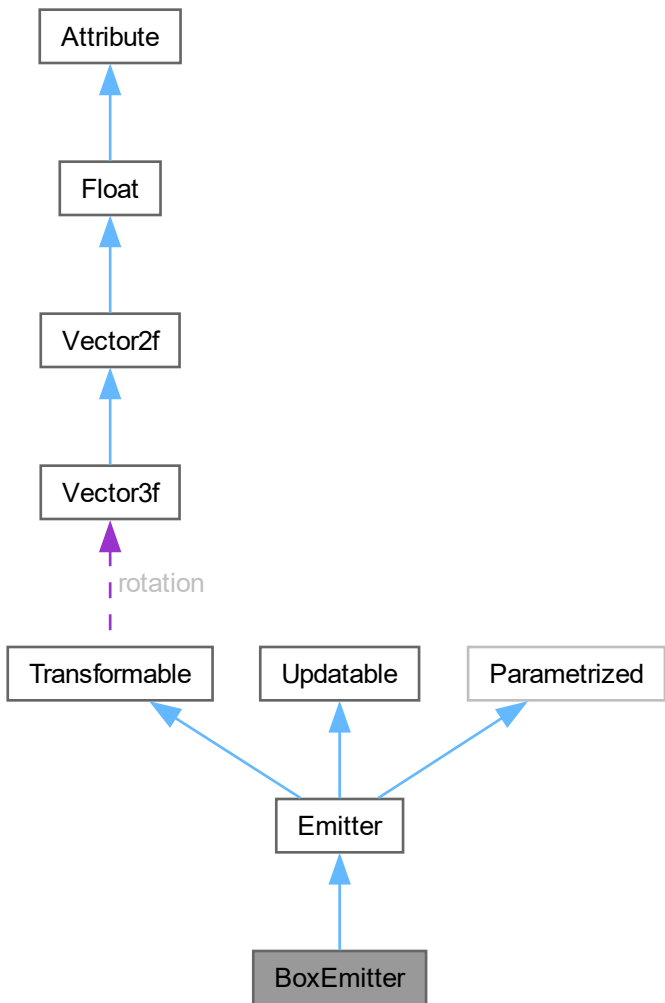 Attribute
Float
Vector2f
Vector3f
rotation
Transformable
Updatable
Parametrized
Emitter
BoxEmitter